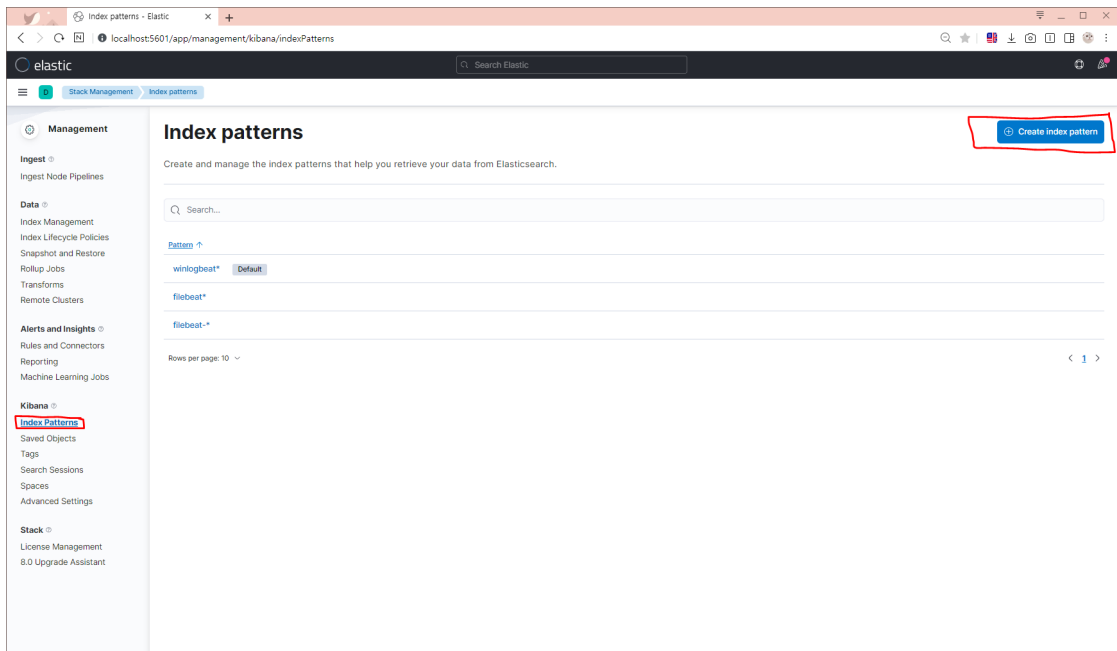 Index patterns - Elastic
localhost:5601/app/management/kibana/indexPatterns
elastic
Search Elastic
D
Stack Management
Index patterns
Management
Ingest
Ingest Node Pipelines
Data
Index Management
Index Lifecycle Policies
Snapshot and Restore
Rollup Jobs
Transforms
Remote Clusters
Alerts and Insights
Rules and Connectors
Reporting
Machine Learning Jobs
Kibana
Index Patterns
Saved Objects
Tags
Search Sessions
Spaces
Advanced Settings
Stack
License Management
8.0 Upgrade Assistant
Index patterns
Create index pattern
Create and manage the index patterns that help you retrieve your data from Elasticsearch.
Search...
Pattern
winlogbeat* Default
filebeat*
filebeat-*
Rows per page: 10
1